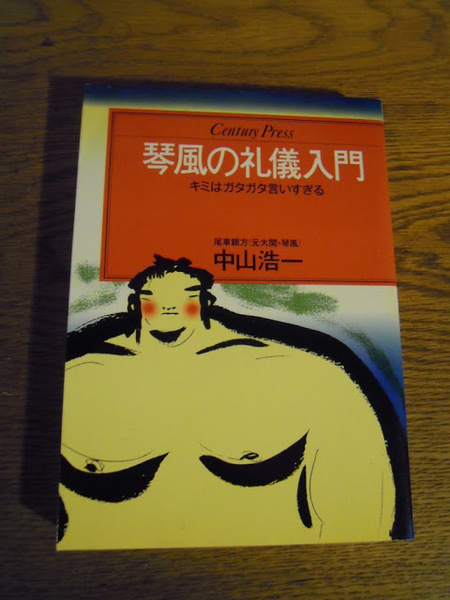 Century Press
琴風の礼儀入門
キミはガタガタ言いすぎる
尾車親方(元大関・琴風)
中山浩一